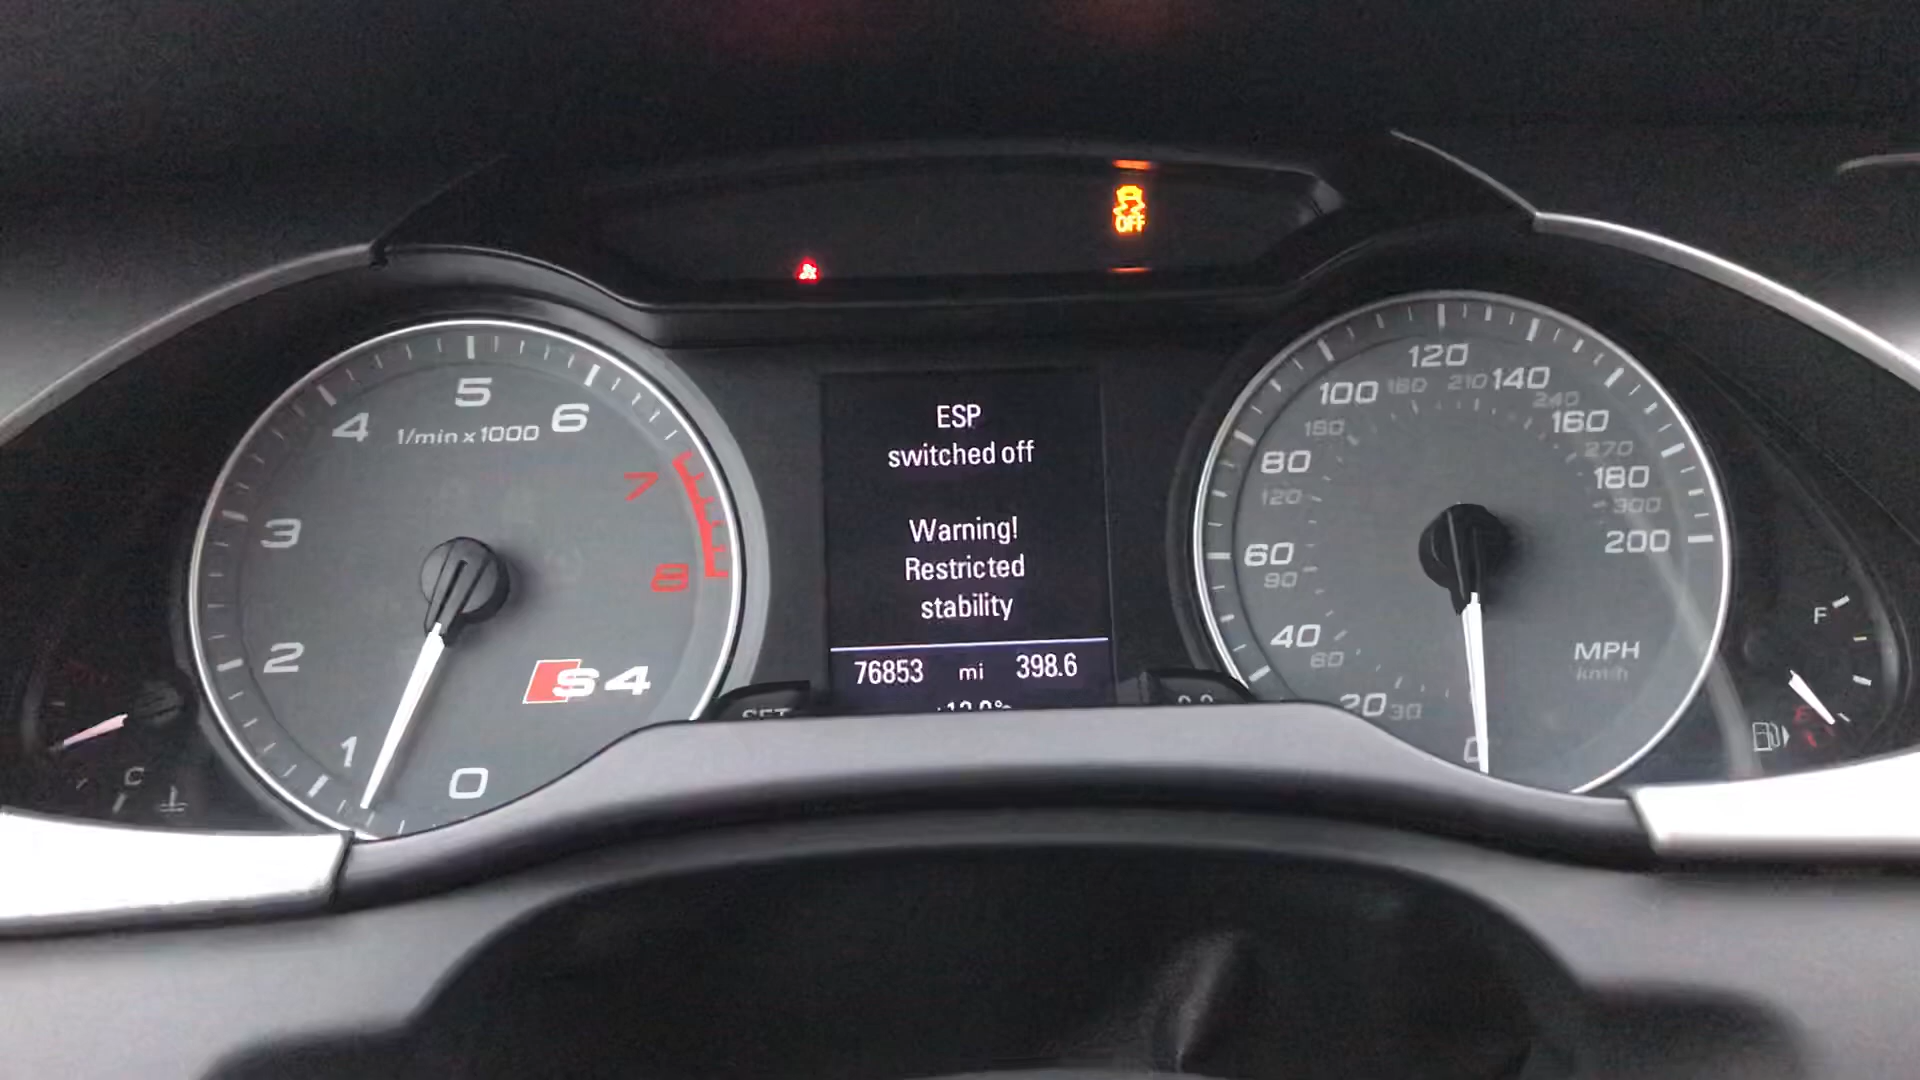 OFF
ESP
switched off
Warning!
Restricted
stability
76853 mi 398.6
0
1
2
3
4
5
6
7
8
1/min x 1000
S4
C
20
40
60
80
100
120
140
160
180
200
30
60
90
120
180
210
240
270
300
MPH
km/h
F